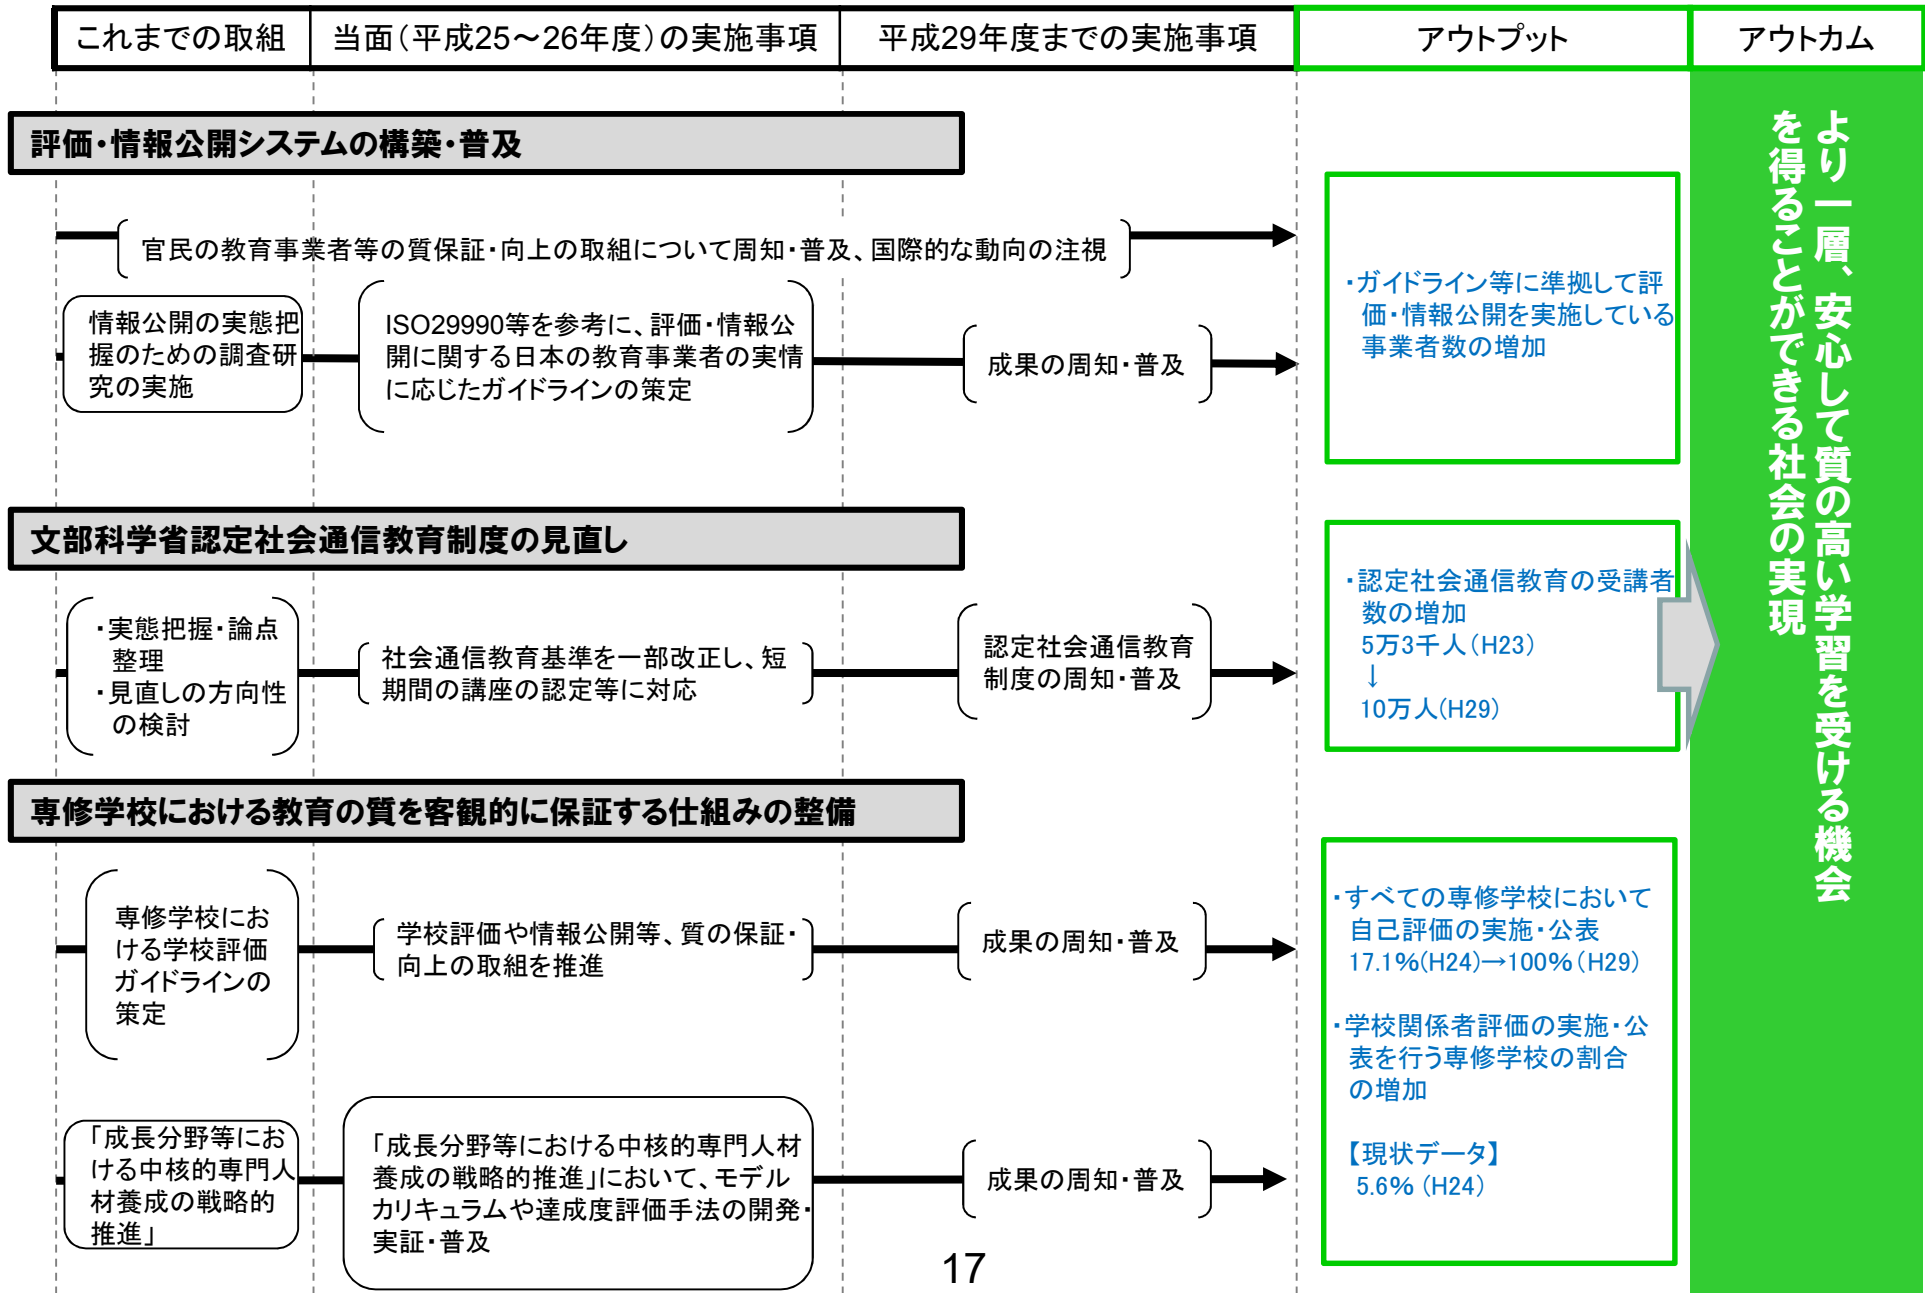 これまでの取組
当面(平成25～26年度)の実施事項
平成29年度までの実施事項
アウトプット
アウトカム
評価・情報公開システムの構築・普及
官民の教育事業者等の質保証・向上の取組について周知・普及、国際的な動向の注視
情報公開の実態把
握のための調査研
究の実施
ISO29990等を参考に、評価・情報公
開に関する日本の教育事業者の実情
に応じたガイドラインの策定
成果の周知・普及
・ガイドライン等に準拠して評
価・情報公開を実施している
事業者数の増加
文部科学省認定社会通信教育制度の見直し
・実態把握・論点
整理
・見直しの方向性
の検討
社会通信教育基準を一部改正し、短
期間の講座の認定等に対応
認定社会通信教育
制度の周知・普及
・認定社会通信教育の受講者
数の増加
5万3千人(H23)
↓
10万人(H29)
専修学校における教育の質を客観的に保証する仕組みの整備
専修学校にお
ける学校評価
ガイドラインの
策定
学校評価や情報公開等、質の保証・
向上の取組を推進
成果の周知・普及
・すべての専修学校において
自己評価の実施・公表
17.1%(H24)→100%(H29)
・学校関係者評価の実施・公
表を行う専修学校の割合
の増加
【現状データ】
5.6% (H24)
「成長分野等にお
ける中核的専門人
材養成の戦略的
推進」
「成長分野等における中核的専門人材
養成の戦略的推進」において、モデル
カリキュラムや達成度評価手法の開発・
実証・普及
成果の周知・普及
より一層、安心して質の高い学習を受ける機会
を得ることができる社会の実現
17